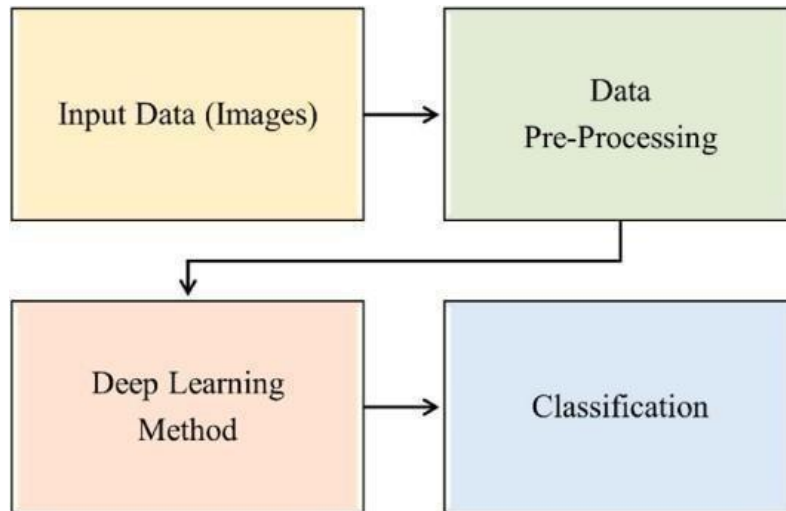 Input Data (Images)
Data
Pre-Processing
Deep Learning
Method
Classification